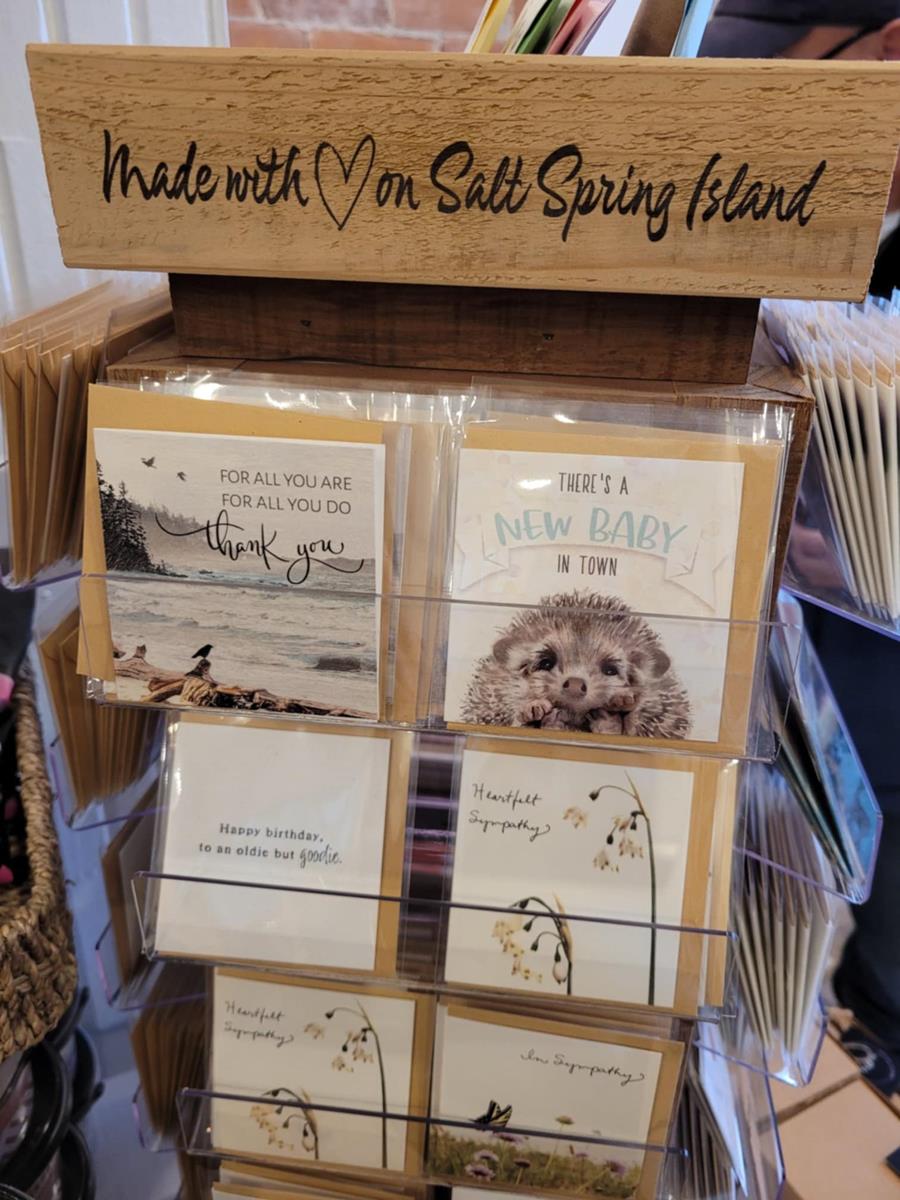 Made with on Salt Spring Island
FOR ALL YOU ARE
FOR ALL YOU DO
thank you
THERE'S A
NEW BABY
IN TOWN
Happy birthday,
to an oldie but goodie.
Heartfelt
Sympathy
Heartfelt
Sympathy
In Sympathy